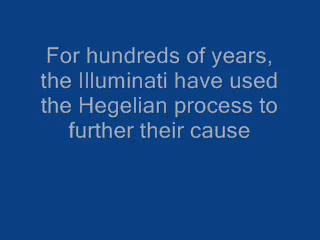 For hundreds of years,
the Illuminati have used
the Hegelian process to
further their cause